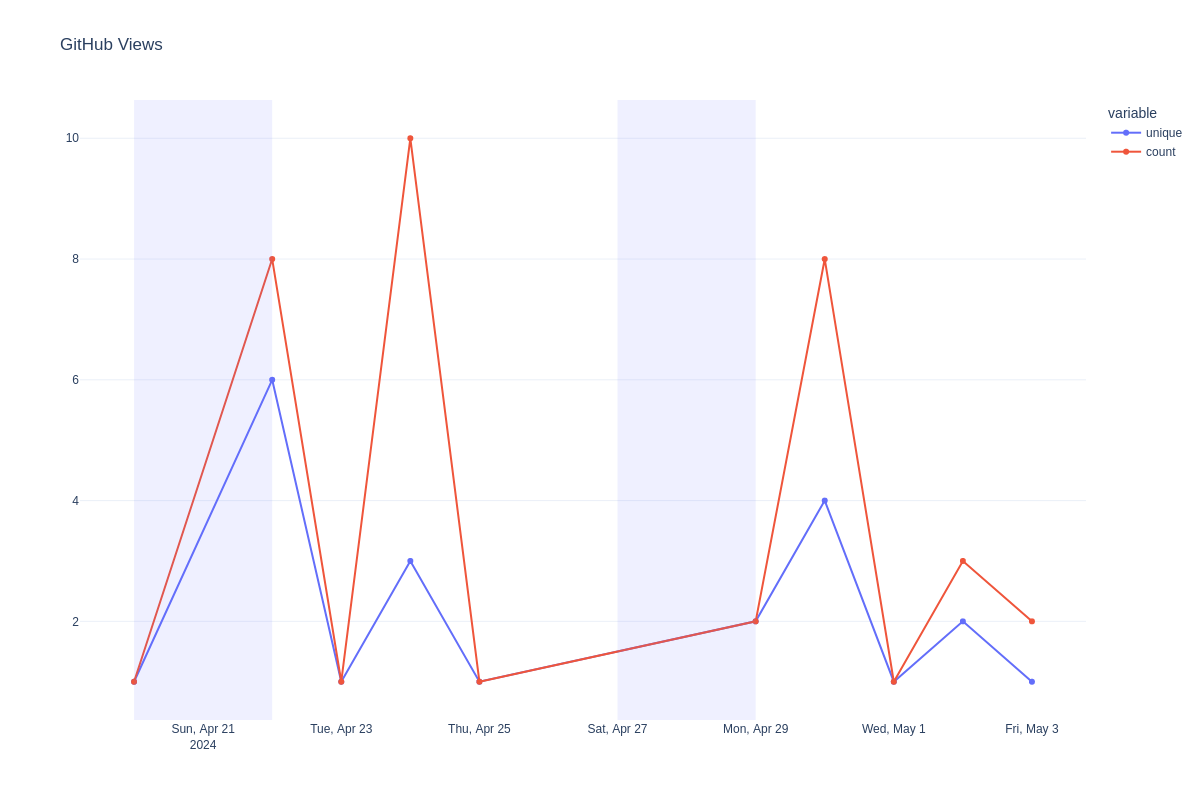 GitHub Views
variable
unique
count
10
8
6
4
2
Sun, Apr 21
2024
Tue, Apr 23
Thu, Apr 25
Sat, Apr 27
Mon, Apr 29
Wed, May 1
Fri, May 3